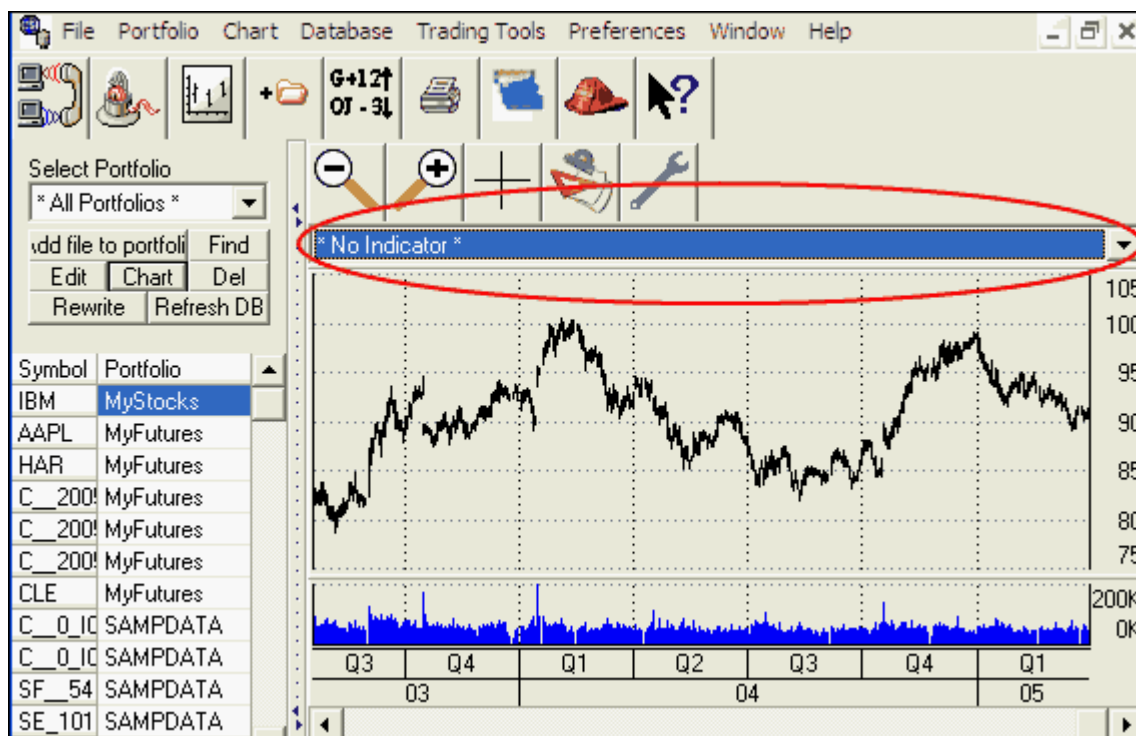 File Portfolio Chart Database Trading Tools Preferences Window Help
G+12↑
OJ - 3↓
?
Select Portfolio
* All Portfolios *
* No Indicator *
\dd file to portfoli Find
Edit Chart Del
Rewrite Refresh DB
Symbol Portfolio
IBM MyStocks
AAPL MyFutures
HAR MyFutures
C__200 MyFutures
C__200 MyFutures
C__200 MyFutures
CLE MyFutures
C__0_IC SAMPDATA
C__0_IC SAMPDATA
SF__54 SAMPDATA
SE_101 SAMPDATA
105
100
95
90
85
80
75
200K
0K
Q3 Q4 Q1 Q2 Q3 Q4 Q1
03 04 05